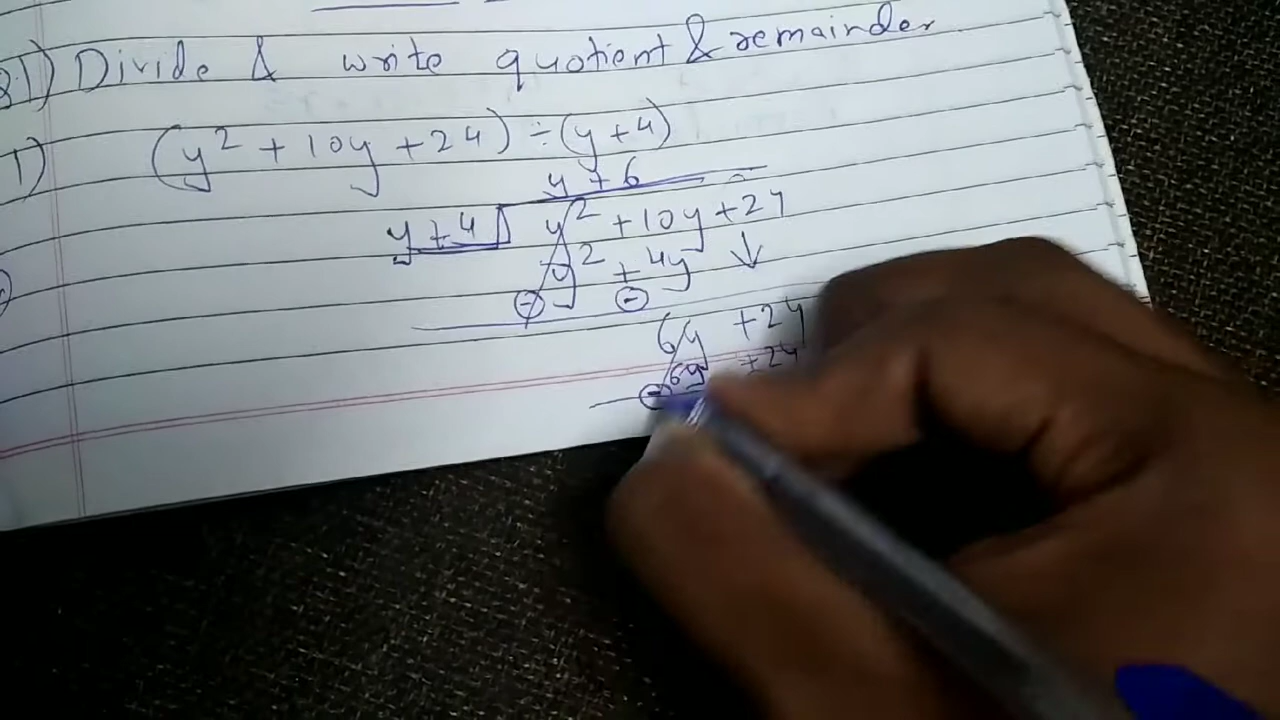 Q.1) Divide & write quotient & remainder
1) (y² + 10y + 24) ÷ (y + 4)
y + 6
y + 4 y² + 10y + 24
y² + 4y ↓
⊖ ⊖
6y + 24
6y + 24
⊖